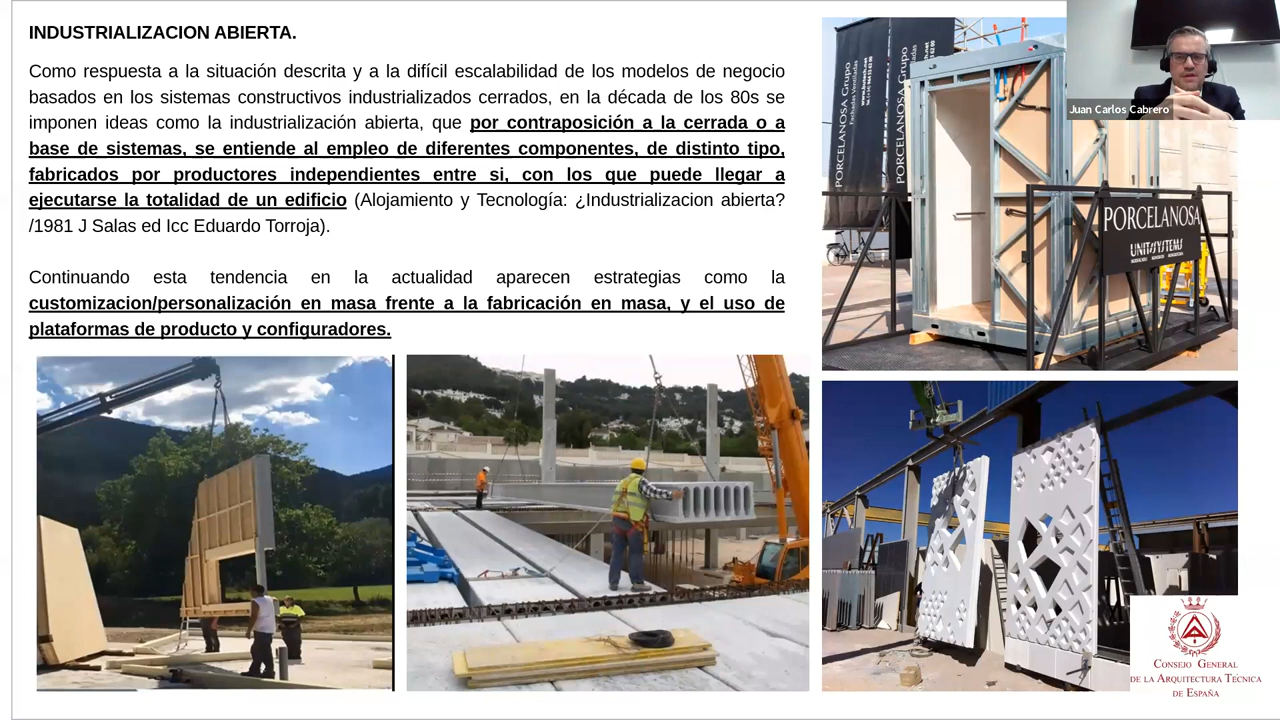 INDUSTRIALIZACION ABIERTA.
Como respuesta a la situación descrita y a la difícil escalabilidad de los modelos de negocio
basados en los sistemas constructivos industrializados cerrados, en la década de los 80s se
imponen ideas como la industrialización abierta, que por contraposición a la cerrada o a
base de sistemas, se entiende al empleo de diferentes componentes, de distinto tipo,
fabricados por productores independientes entre si, con los que puede llegar a
ejecutarse la totalidad de un edificio (Alojamiento y Tecnología: ¿Industrializacion abierta?
/1981 J Salas ed Icc Eduardo Torroja).
Continuando esta tendencia en la actualidad aparecen estrategias como la
customizacion/personalización en masa frente a la fabricación en masa, y el uso de
plataformas de producto y configuradores.
PORCELANOSA Grupo
Fachadas Ventiladas
PORCELANOSA Grupo
Juan Carlos Cabrero
PORCELANOSA
UNITSYSTEMS
CONSEJO GENERAL
DE LA ARQUITECTURA TÉCNICA
DE ESPAÑA